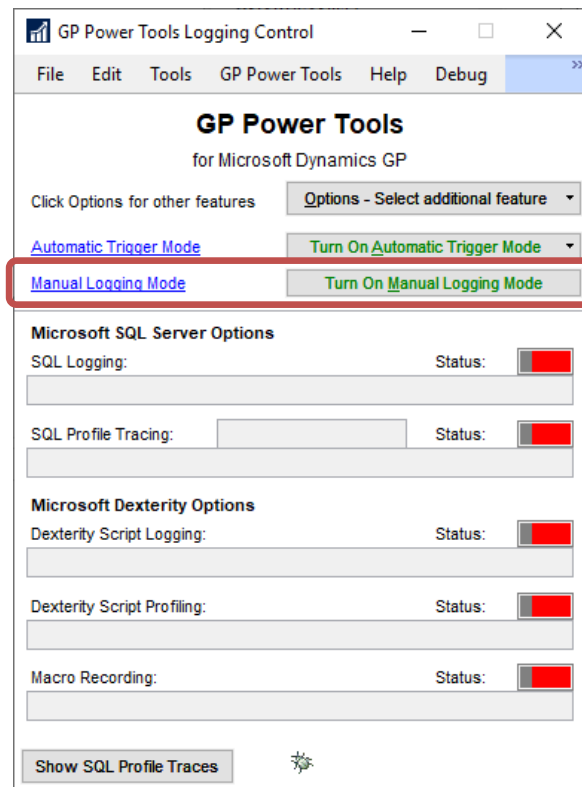 GP Power Tools Logging Control
File Edit Tools GP Power Tools Help Debug
GP Power Tools
for Microsoft Dynamics GP
Click Options for other features Options - Select additional feature
Automatic Trigger Mode Turn On Automatic Trigger Mode
Manual Logging Mode Turn On Manual Logging Mode
Microsoft SQL Server Options
SQL Logging: Status:
SQL Profile Tracing: Status:
Microsoft Dexterity Options
Dexterity Script Logging: Status:
Dexterity Script Profiling: Status:
Macro Recording: Status:
Show SQL Profile Traces